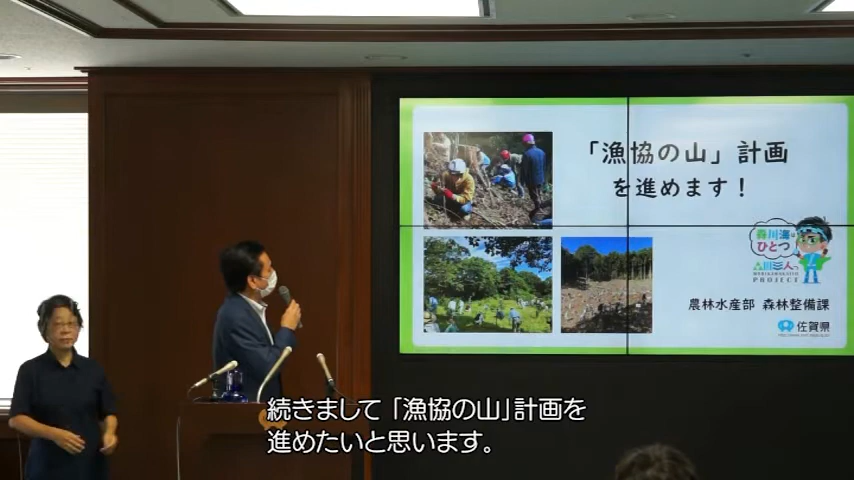 「漁協の山」計画
を進めます！
森川海は
ひとつ
PROJECT
農林水産部 森林整備課
佐賀県
続きまして「漁協の山」計画を
進めたいと思います。